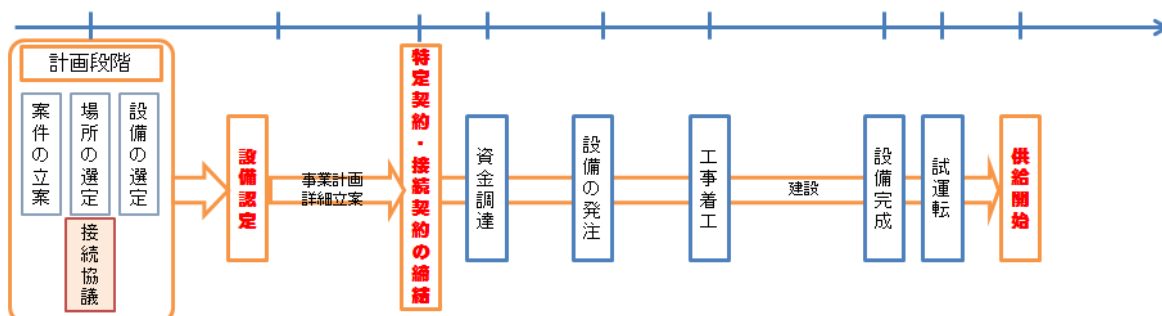 計画段階
案件の立案
場所の選定
設備の選定
接続協議
設備認定
事業計画
詳細立案
特定契約・接続契約の締結
資金調達
設備の発注
工事着工
建設
設備完成
試運転
供給開始